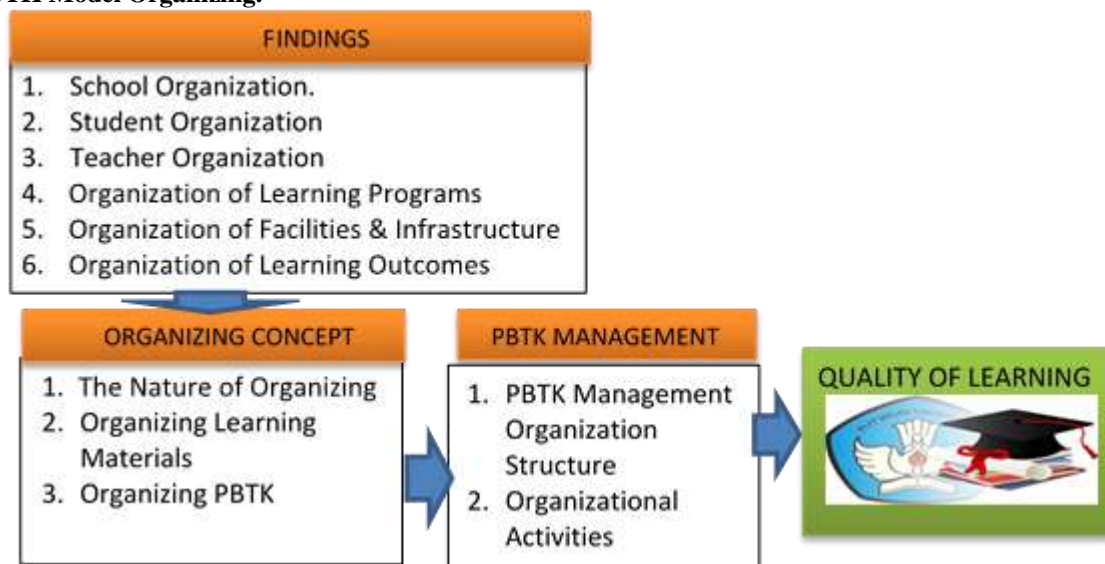 Model Organizing.
FINDINGS
1. School Organization.
2. Student Organization
3. Teacher Organization
4. Organization of Learning Programs
5. Organization of Facilities & Infrastructure
6. Organization of Learning Outcomes
ORGANIZING CONCEPT
1. The Nature of Organizing
2. Organizing Learning
Materials
3. Organizing PBTK
PBTK MANAGEMENT
1. PBTK Management
Organization
Structure
2. Organizational
Activities
QUALITY OF LEARNING